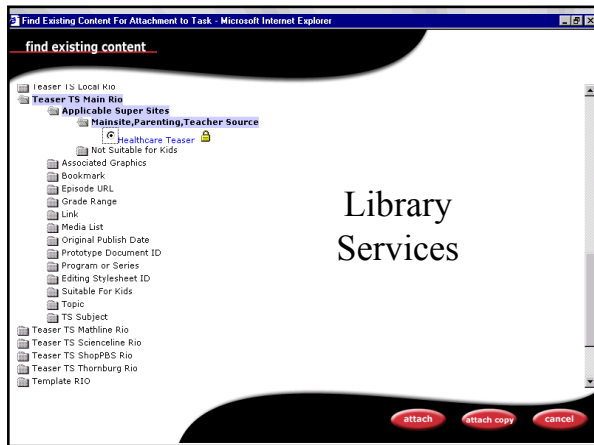 Find Existing Content For Attachment to Task - Microsoft Internet Explorer
find existing content
Teaser TS Local Rio
Teaser TS Main Rio
Applicable Super Sites
Mainsite,Parenting,Teacher Source
Healthcare Teaser
Not Suitable for Kids
Associated Graphics
Bookmark
Episode URL
Grade Range
Link
Media List
Original Publish Date
Prototype Document ID
Program or Series
Editing Stylesheet ID
Suitable For Kids
Topic
TS Subject
Teaser TS Mathline Rio
Teaser TS Scienceline Rio
Teaser TS ShopPBS Rio
Teaser TS Thornburg Rio
Template RIO
Library
Services
attach
attach copy
cancel